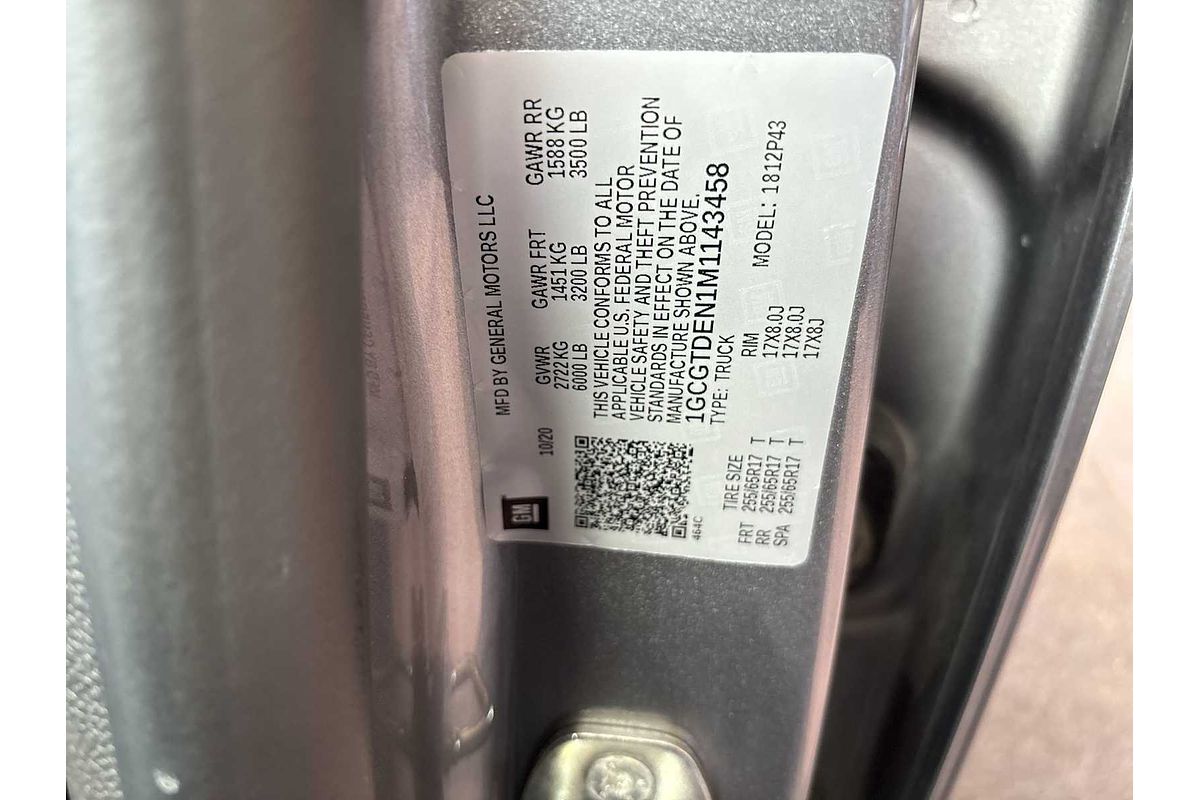 MFD BY GENERAL MOTORS LLC
GM
10/20
GVWR GAWR FRT GAWR RR
2722 KG 1451 KG 1588 KG
6000 LB 3200 LB 3500 LB
THIS VEHICLE CONFORMS TO ALL
APPLICABLE U.S. FEDERAL MOTOR
VEHICLE SAFETY AND THEFT PREVENTION
STANDARDS IN EFFECT ON THE DATE OF
MANUFACTURE SHOWN ABOVE.
1GCGTDEN1M1143458
464C
TYPE: TRUCK MODEL: 1812P43
TIRE SIZE RIM
FRT 255/65R17 T 17X8.0J
RR 255/65R17 T 17X8.0J
SPA 255/65R17 T 17X8J